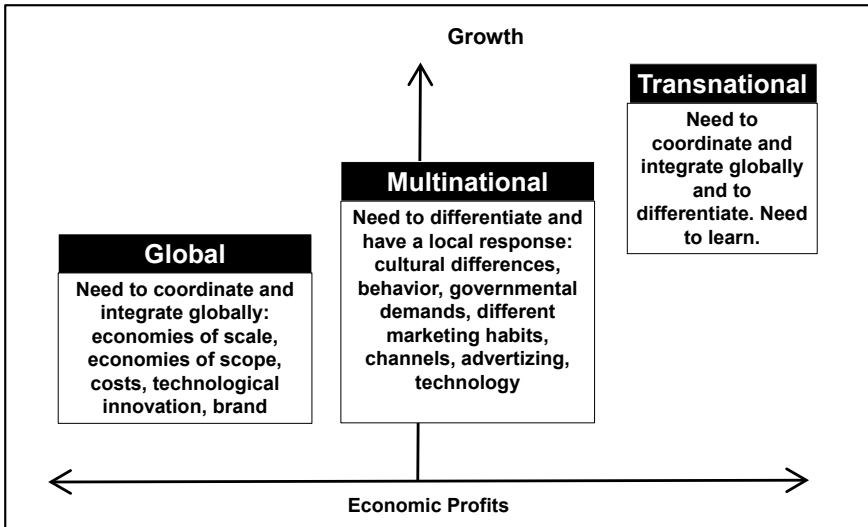 Growth
Transnational
Need to
coordinate and
integrate globally
and to
differentiate. Need
to learn.
Multinational
Need to differentiate and
have a local response:
cultural differences,
behavior, governmental
demands, different
marketing habits,
channels, advertizing,
technology
Global
Need to coordinate and
integrate globally:
economies of scale,
economies of scope,
costs, technological
innovation, brand
Economic Profits